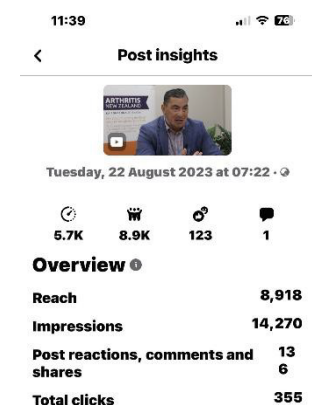 11:39
76
Post insights
ARTHRITIS
NEW ZEALAND
Tuesday, 22 August 2023 at 07:22 ·
5.7K 8.9K 123 1
Overview
Reach 8,918
Impressions 14,270
Post reactions, comments and 13
shares 6
Total clicks 355